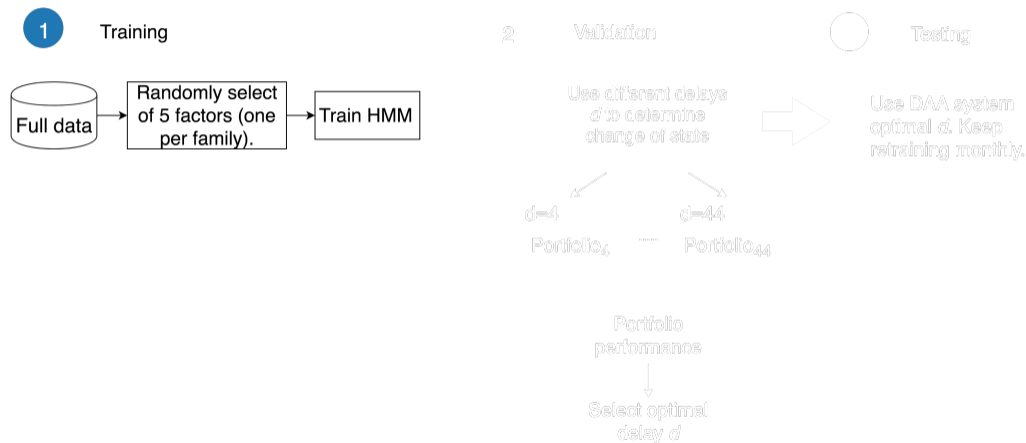 1 Training
Full data
Randomly select
of 5 factors (one
per family).
Train HMM
2 Validation
Use different delays
d to determine
change of state
d=4
d=44
Portfolio₄ ... Portfolio₄₄
Portfolio
performance
Select optimal
delay d
Testing
Use DAA system
optimal d. Keep
retraining monthly.